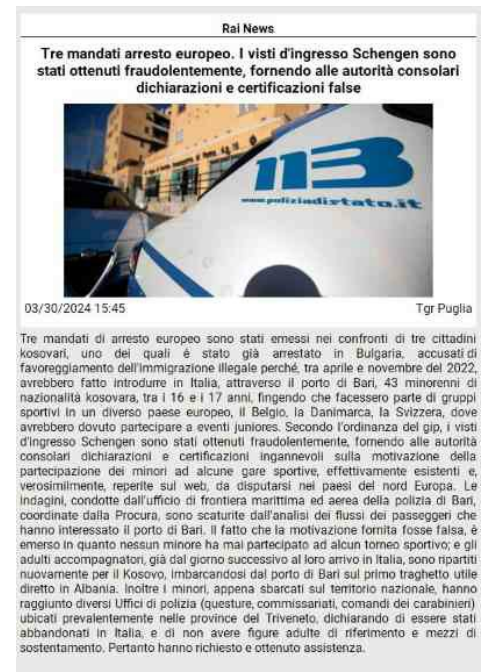 Rai News
Tre mandati arresto europeo. I visti d'ingresso Schengen sono
stati ottenuti fraudolentemente, fornendo alle autorità consolari
dichiarazioni e certificazioni false
113
www.poliziadistato.it
03/30/2024 15:45
Tgr Puglia
Tre mandati di arresto europeo sono stati emessi nei confronti di tre cittadini
kosovari, uno dei quali è stato già arrestato in Bulgaria, accusati di
favoreggiamento dell'immigrazione illegale perché, tra aprile e novembre del 2022,
avrebbero fatto introdurre in Italia, attraverso il porto di Bari, 43 minorenni di
nazionalità kosovara, tra i 16 e i 17 anni, fingendo che facessero parte di gruppi
sportivi in un diverso paese europeo, il Belgio, la Danimarca, la Svizzera, dove
avrebbero dovuto partecipare a eventi juniores. Secondo l'ordinanza del gip, i visti
d'ingresso Schengen sono stati ottenuti fraudolentemente, fornendo alle autorità
consolari dichiarazioni e certificazioni ingannevoli sulla motivazione della
partecipazione dei minori ad alcune gare sportive, effettivamente esistenti e,
verosimilmente, reperite sul web, da disputarsi nei paesi del nord Europa. Le
indagini, condotte dall'ufficio di frontiera marittima ed aerea della polizia di Bari,
coordinate dalla Procura, sono scaturite dall'analisi dei flussi dei passeggeri che
hanno interessato il porto di Bari. Il fatto che la motivazione fornita fosse falsa, è
emerso in quanto nessun minore ha mai partecipato ad alcun torneo sportivo; e gli
adulti accompagnatori, già dal giorno successivo al loro arrivo in Italia, sono ripartiti
nuovamente per il Kosovo, imbarcandosi dal porto di Bari sul primo traghetto utile
diretto in Albania. Inoltre i minori, appena sbarcati sul territorio nazionale, hanno
raggiunto diversi Uffici di polizia (questure, commissariati, comandi dei carabinieri)
ubicati prevalentemente nelle province del Triveneto, dichiarando di essere stati
abbandonati in Italia, e di non avere figure adulte di riferimento e mezzi di
sostentamento. Pertanto hanno richiesto e ottenuto assistenza.